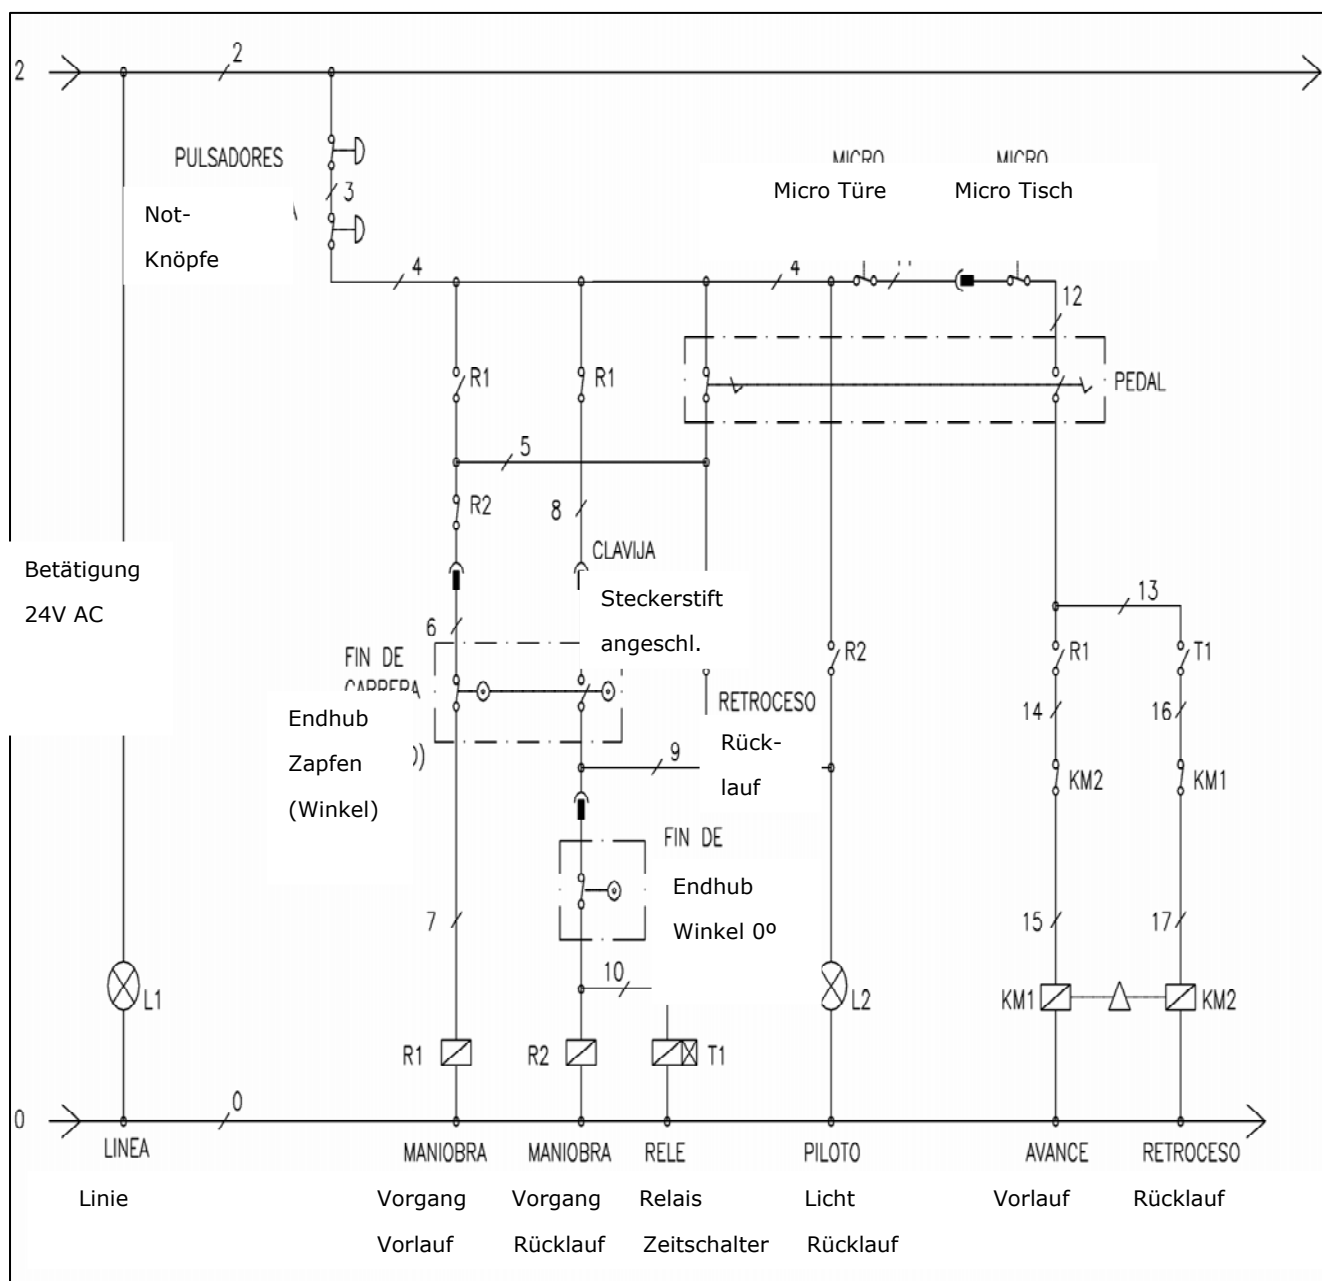 2
2
PULSADORES
3
Not-
Knöpfe
MICRO
MICRO
Micro Türe
Micro Tisch
4
4
12
R1
R1
PEDAL
5
R2
8
CLAVIJA
Steckerstift
angeschl.
Betätigung
24V AC
13
6
FIN DE
CARRERA
R2
R1
T1
Endhub
Zapfen
(Winkel)
RETROCESO
Rück-
lauf
14
16
9
KM2
KM1
FIN DE
Endhub
Winkel 0º
7
15
17
10
L1
L2
KM1
KM2
R1
R2
T1
0
0
LINEA
MANIOBRA
MANIOBRA
RELE
PILOTO
AVANCE
RETROCESO
Linie
Vorgang
Vorgang
Relais
Licht
Vorlauf
Rücklauf
Vorlauf
Rücklauf
Zeitschalter
Rücklauf